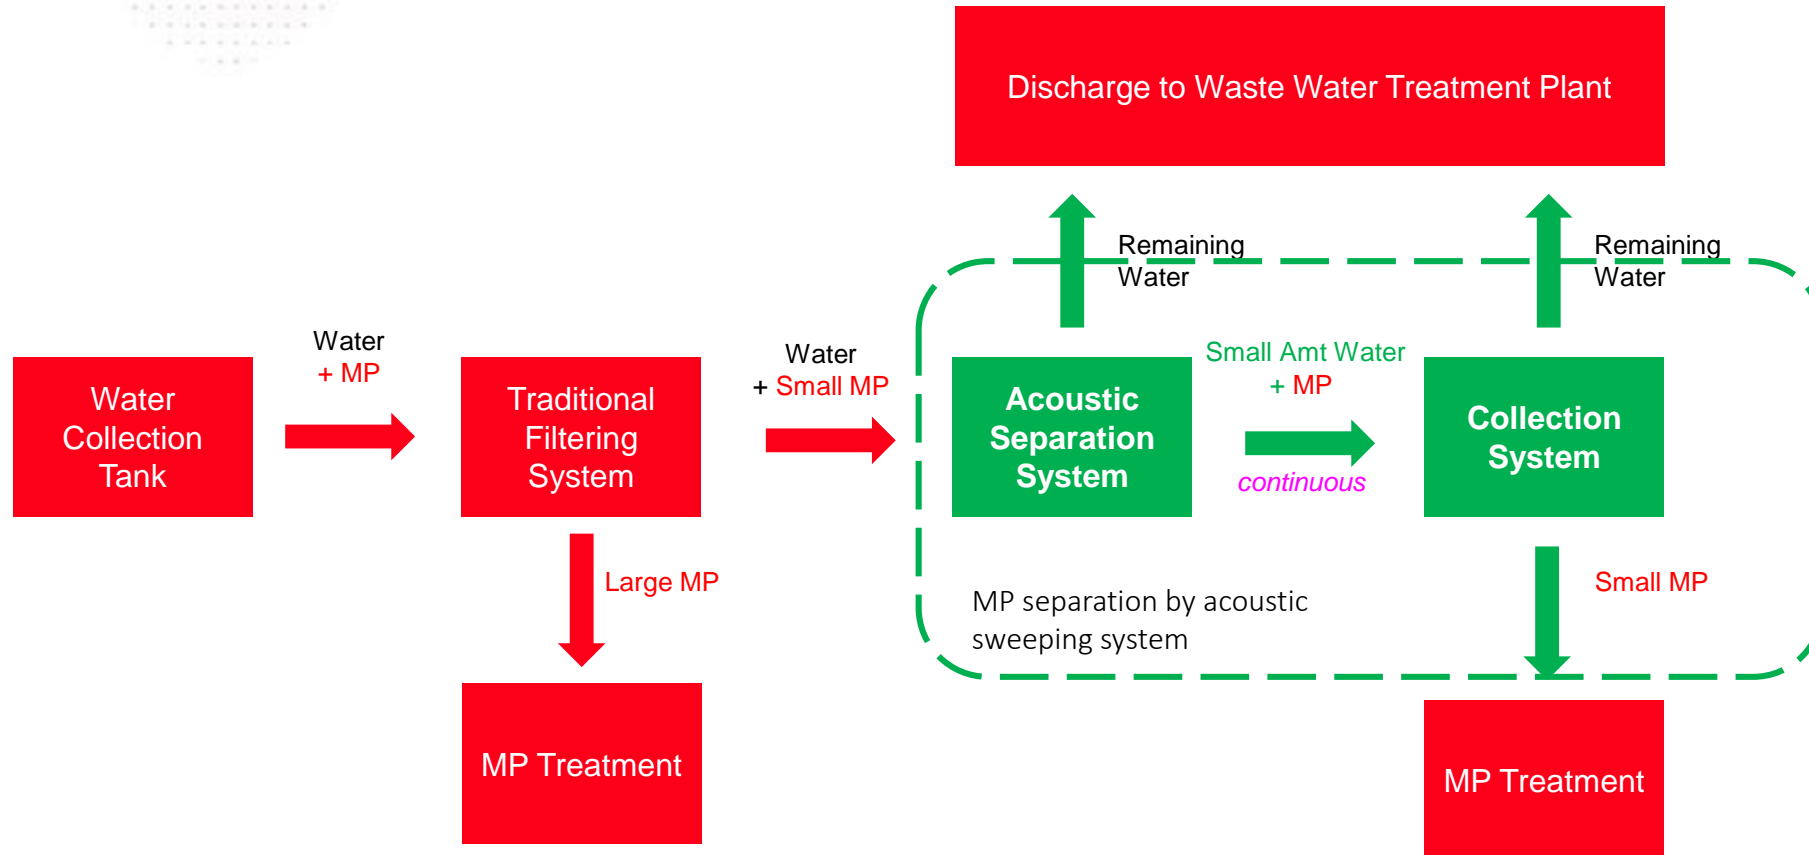 Discharge to Waste Water Treatment Plant
Remaining
Water
Remaining
Water
Water
+ MP
Water
+ Small MP
Small Amt Water
+ MP
Water
Collection
Tank
Traditional
Filtering
System
Acoustic
Separation
System
continuous
Collection
System
Large MP
MP separation by acoustic
sweeping system
Small MP
MP Treatment
MP Treatment